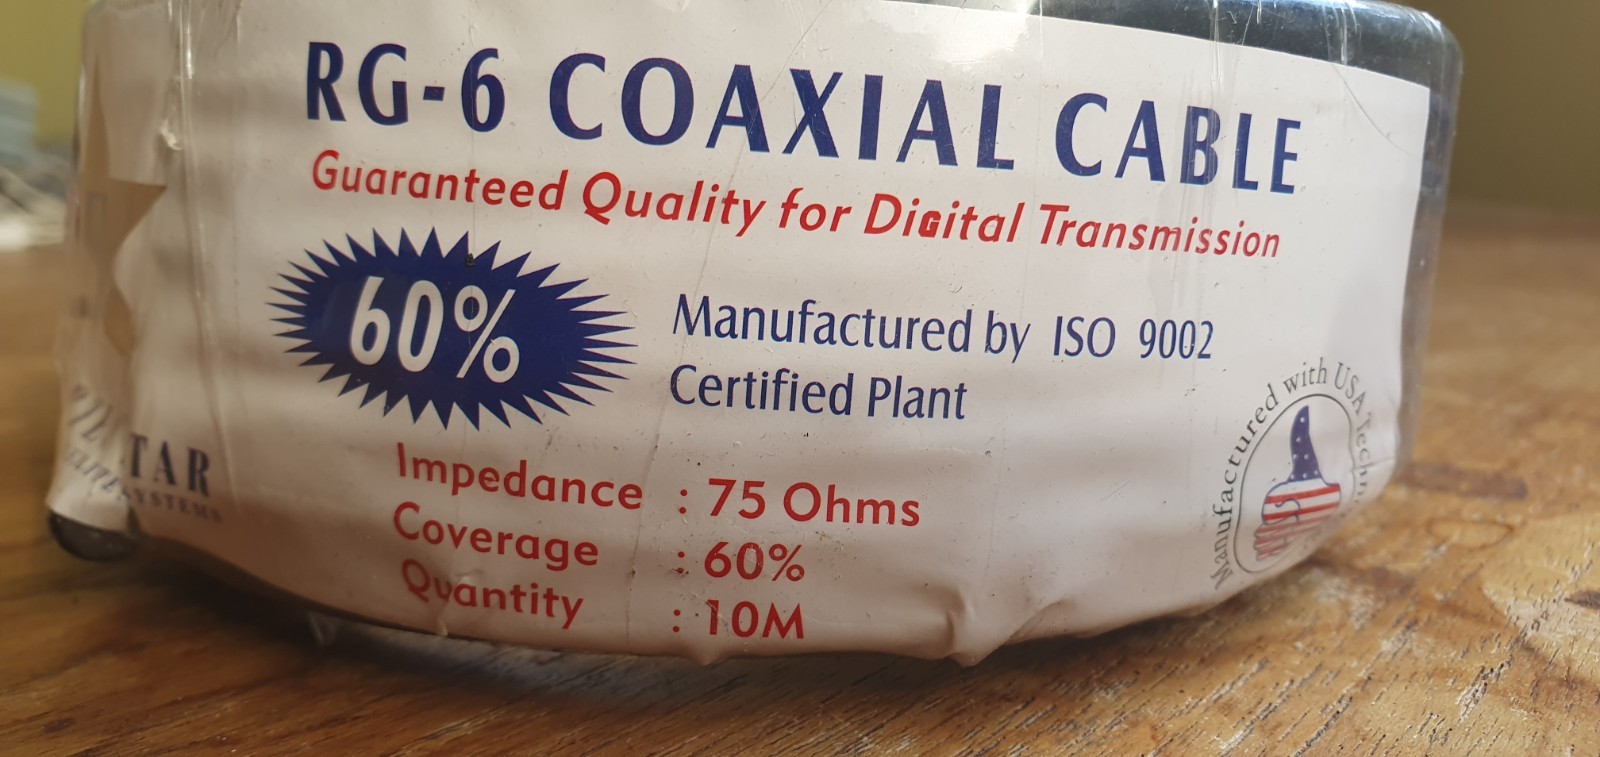 RG-6 COAXIAL CABLE
Guaranteed Quality for Digital Transmission
60%
Manufactured by ISO 9002
Certified Plant
Impedance : 75 Ohms
Coverage : 60%
Quantity : 10M
Manufactured with USA
TAR
SYSTEMS